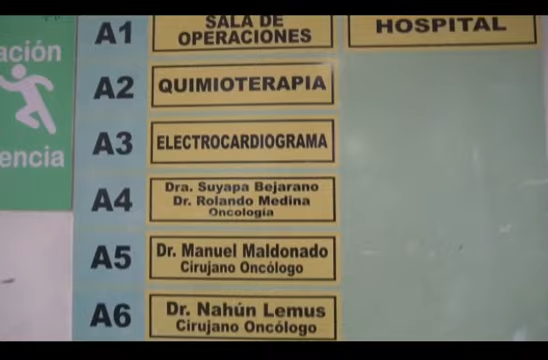 ación
encia
A1
SALA DE
OPERACIONES
HOSPITAL
A2
QUIMIOTERAPIA
A3
ELECTROCARDIOGRAMA
A4
Dra. Suyapa Bejarano
Dr. Rolando Medina
Oncología
A5
Dr. Manuel Maldonado
Cirujano Oncólogo
A6
Dr. Nahún Lemus
Cirujano Oncólogo